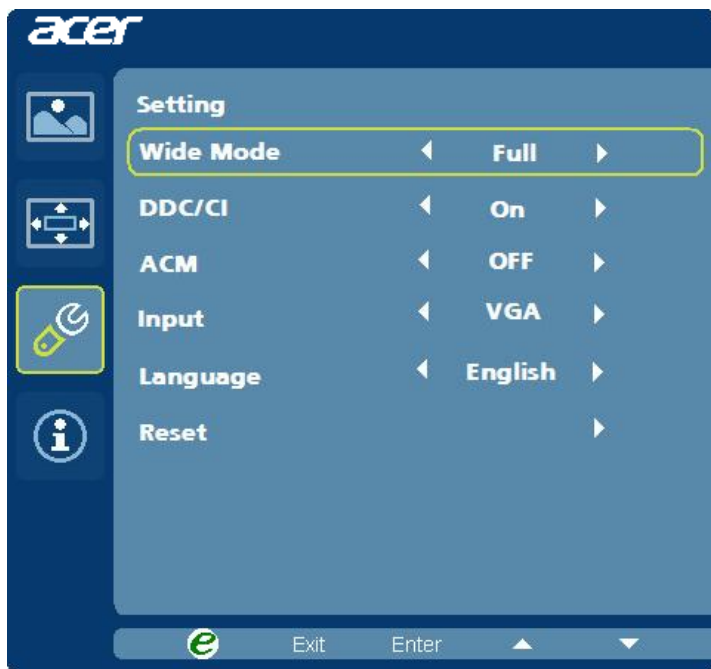 acer
Setting
Wide Mode Full
DDC/CI On
ACM OFF
Input VGA
Language English
Reset
e Exit Enter